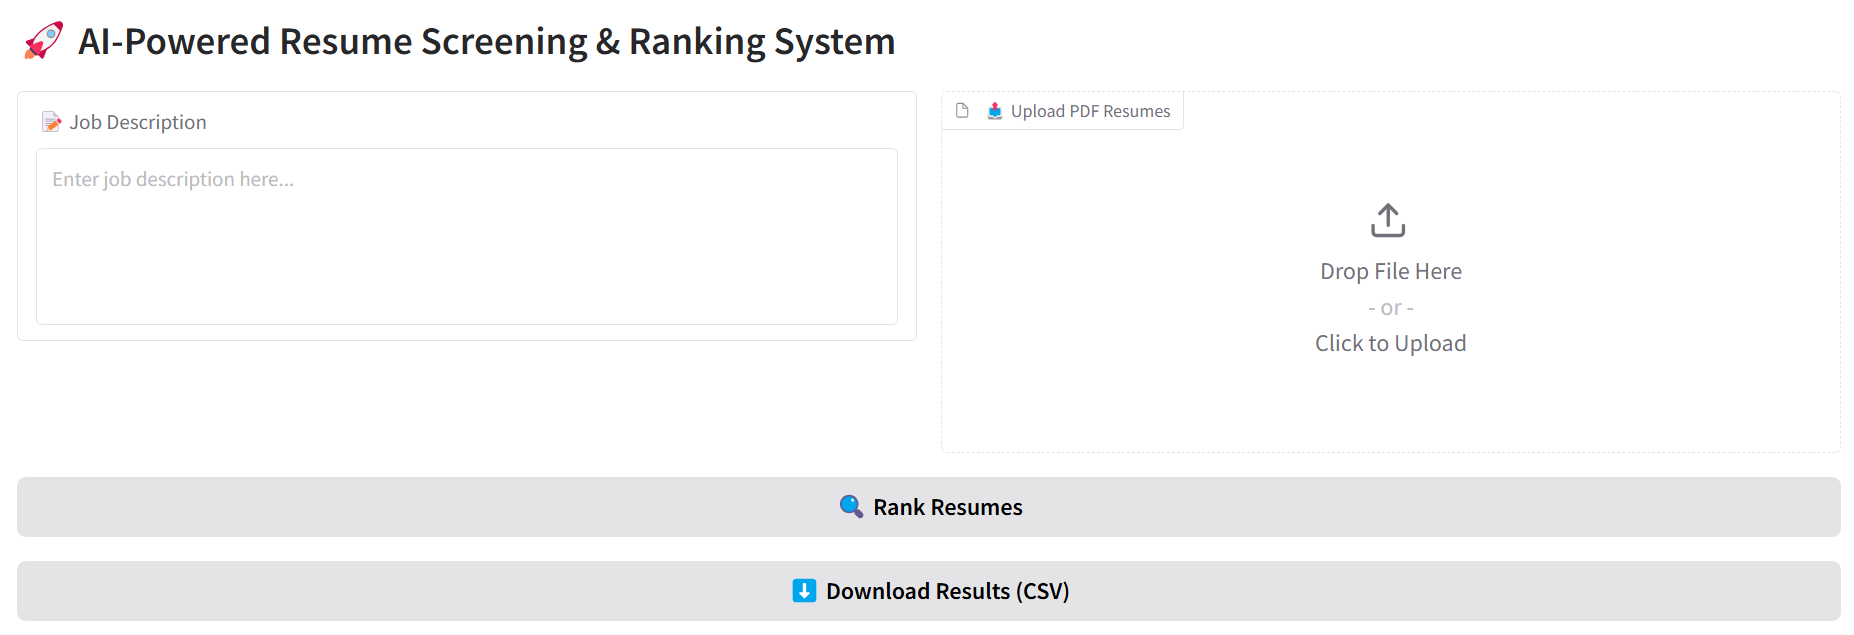 🚀 AI-Powered Resume Screening & Ranking System
📝 Job Description
Enter job description here...
📤 Upload PDF Resumes
Drop File Here
- or -
Click to Upload
🔍 Rank Resumes
⬇️ Download Results (CSV)